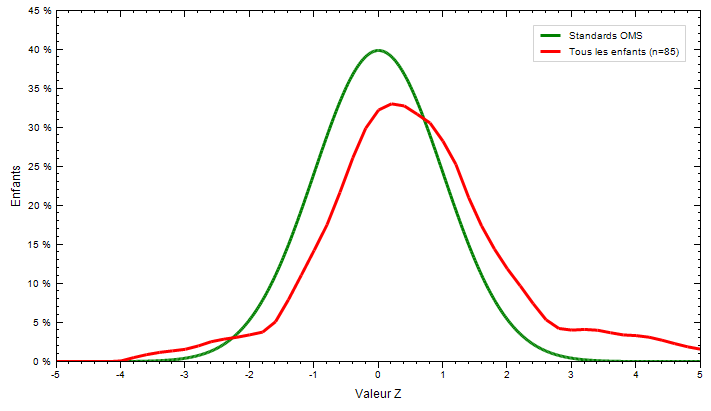 45 %
40 %
35 %
30 %
25 %
20 %
15 %
10 %
5 %
0 %
Enfants
Standards OMS
Tous les enfants (n=85)
-5 -4 -3 -2 -1 0 1 2 3 4 5
Valeur Z